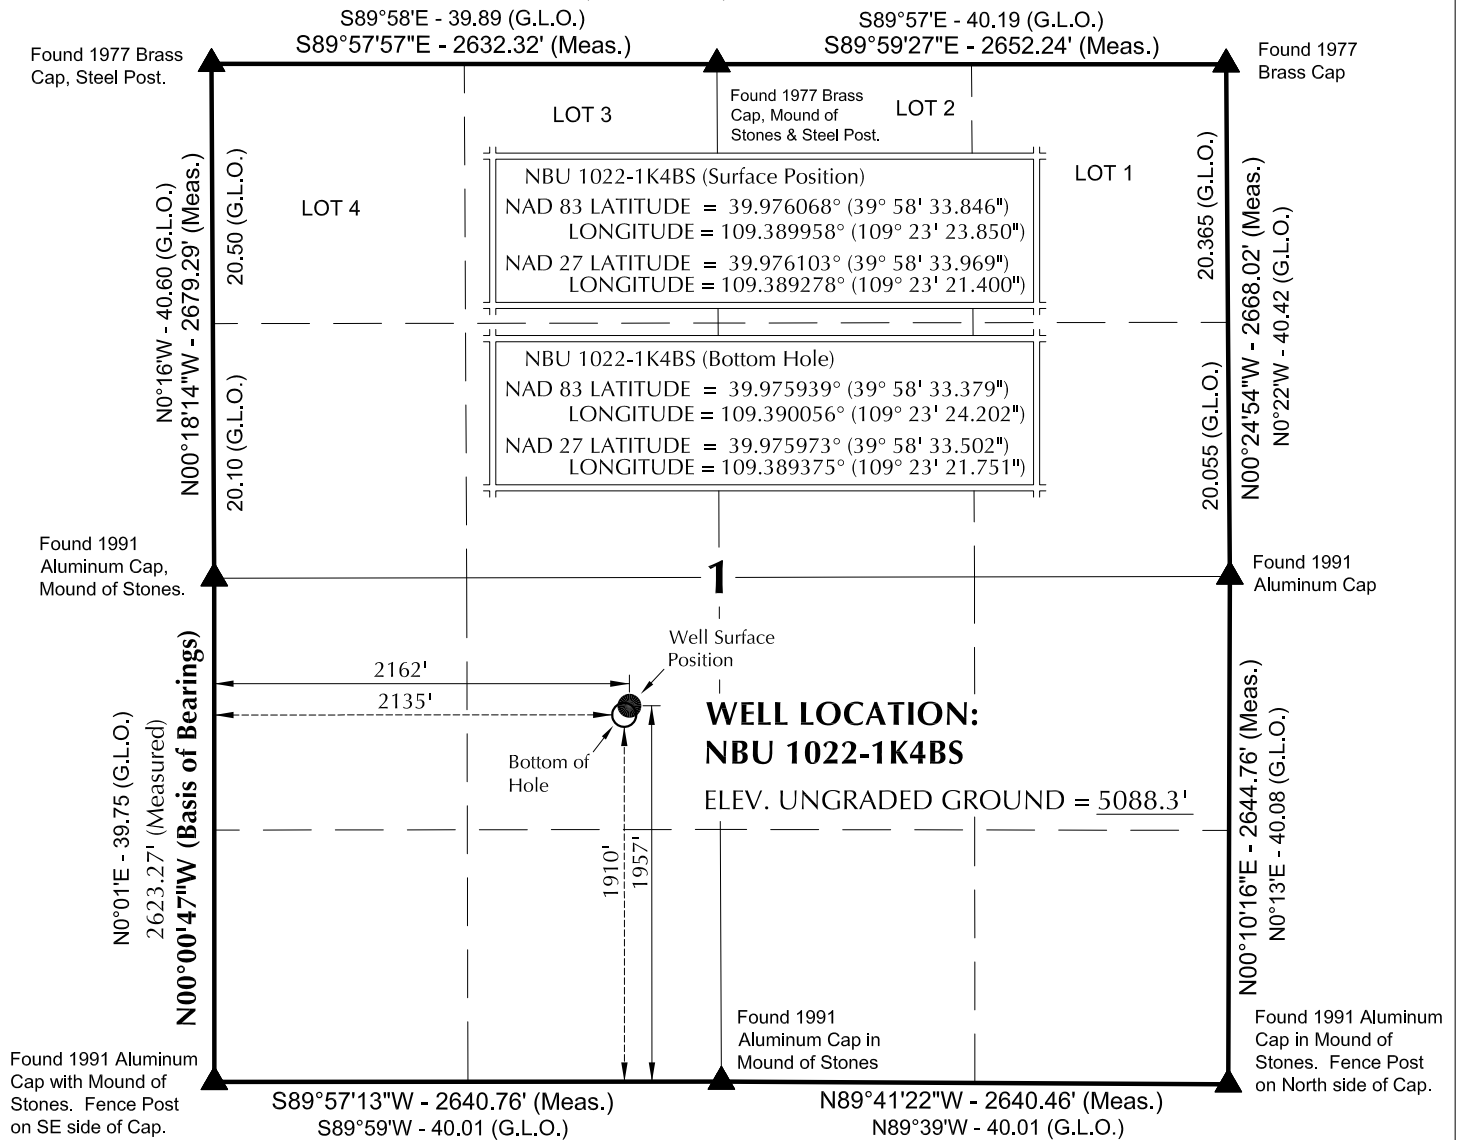 S89°58'E - 39.89 (G.L.O.)
S89°57'57"E - 2632.32' (Meas.)
S89°57'E - 40.19 (G.L.O.)
S89°59'27"E - 2652.24' (Meas.)
Found 1977 Brass
Cap, Steel Post.
Found 1977
Brass Cap
Found 1977 Brass
Cap, Mound of
Stones & Steel Post.
LOT 3
LOT 2
LOT 1
LOT 4
NBU 1022-1K4BS (Surface Position)
NAD 83 LATITUDE = 39.976068° (39° 58' 33.846")
LONGITUDE = 109.389958° (109° 23' 23.850")
NAD 27 LATITUDE = 39.976103° (39° 58' 33.969")
LONGITUDE = 109.389278° (109° 23' 21.400")
NBU 1022-1K4BS (Bottom Hole)
NAD 83 LATITUDE = 39.975939° (39° 58' 33.379")
LONGITUDE = 109.390056° (109° 23' 24.202")
NAD 27 LATITUDE = 39.975973° (39° 58' 33.502")
LONGITUDE = 109.389375° (109° 23' 21.751")
N0°16'W - 40.60 (G.L.O.)
N00°18'14"W - 2679.29' (Meas.)
20.50 (G.L.O.)
20.10 (G.L.O.)
20.365 (G.L.O.)
20.055 (G.L.O.)
N00°24'54"W - 2668.02' (Meas.)
N0°22'W - 40.42 (G.L.O.)
Found 1991
Aluminum Cap,
Mound of Stones.
1
Found 1991
Aluminum Cap
Well Surface
Position
2162'
2135'
Bottom of
Hole
WELL LOCATION:
NBU 1022-1K4BS
ELEV. UNGRADED GROUND = 5088.3'
1910'
1957'
N0°01'E - 39.75 (G.L.O.)
2623.27' (Measured)
N00°00'47"W (Basis of Bearings)
N00°10'16"E - 2644.76' (Meas.)
N0°13'E - 40.08 (G.L.O.)
Found 1991 Aluminum
Cap with Mound of
Stones. Fence Post
on SE side of Cap.
Found 1991
Aluminum Cap in
Mound of Stones
Found 1991 Aluminum
Cap in Mound of
Stones. Fence Post
on North side of Cap.
S89°57'13"W - 2640.76' (Meas.)
S89°59'W - 40.01 (G.L.O.)
N89°41'22"W - 2640.46' (Meas.)
N89°39'W - 40.01 (G.L.O.)